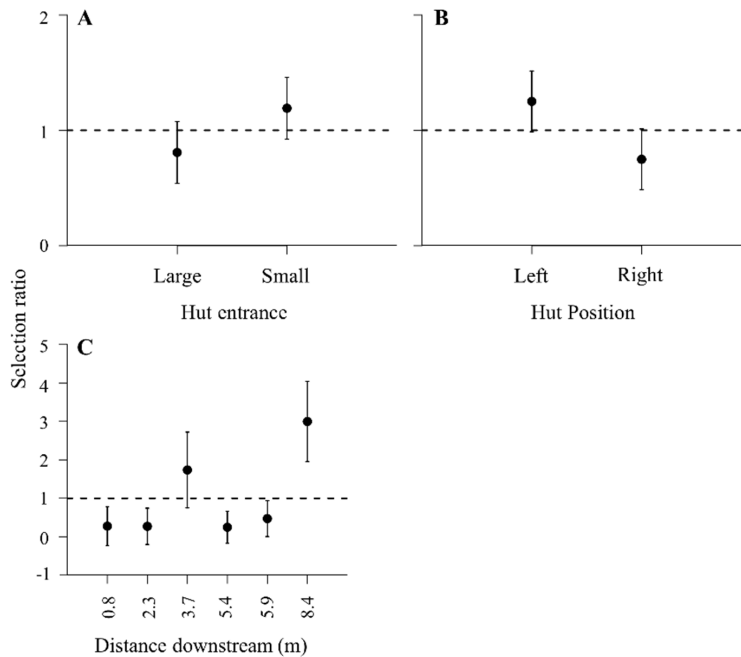 A
B
2
1
0
Large Small
Left Right
Hut entrance
Hut Position
Selection ratio
C
5
4
3
2
1
0
-1
0.8
2.3
3.7
5.4
5.9
8.4
Distance downstream (m)